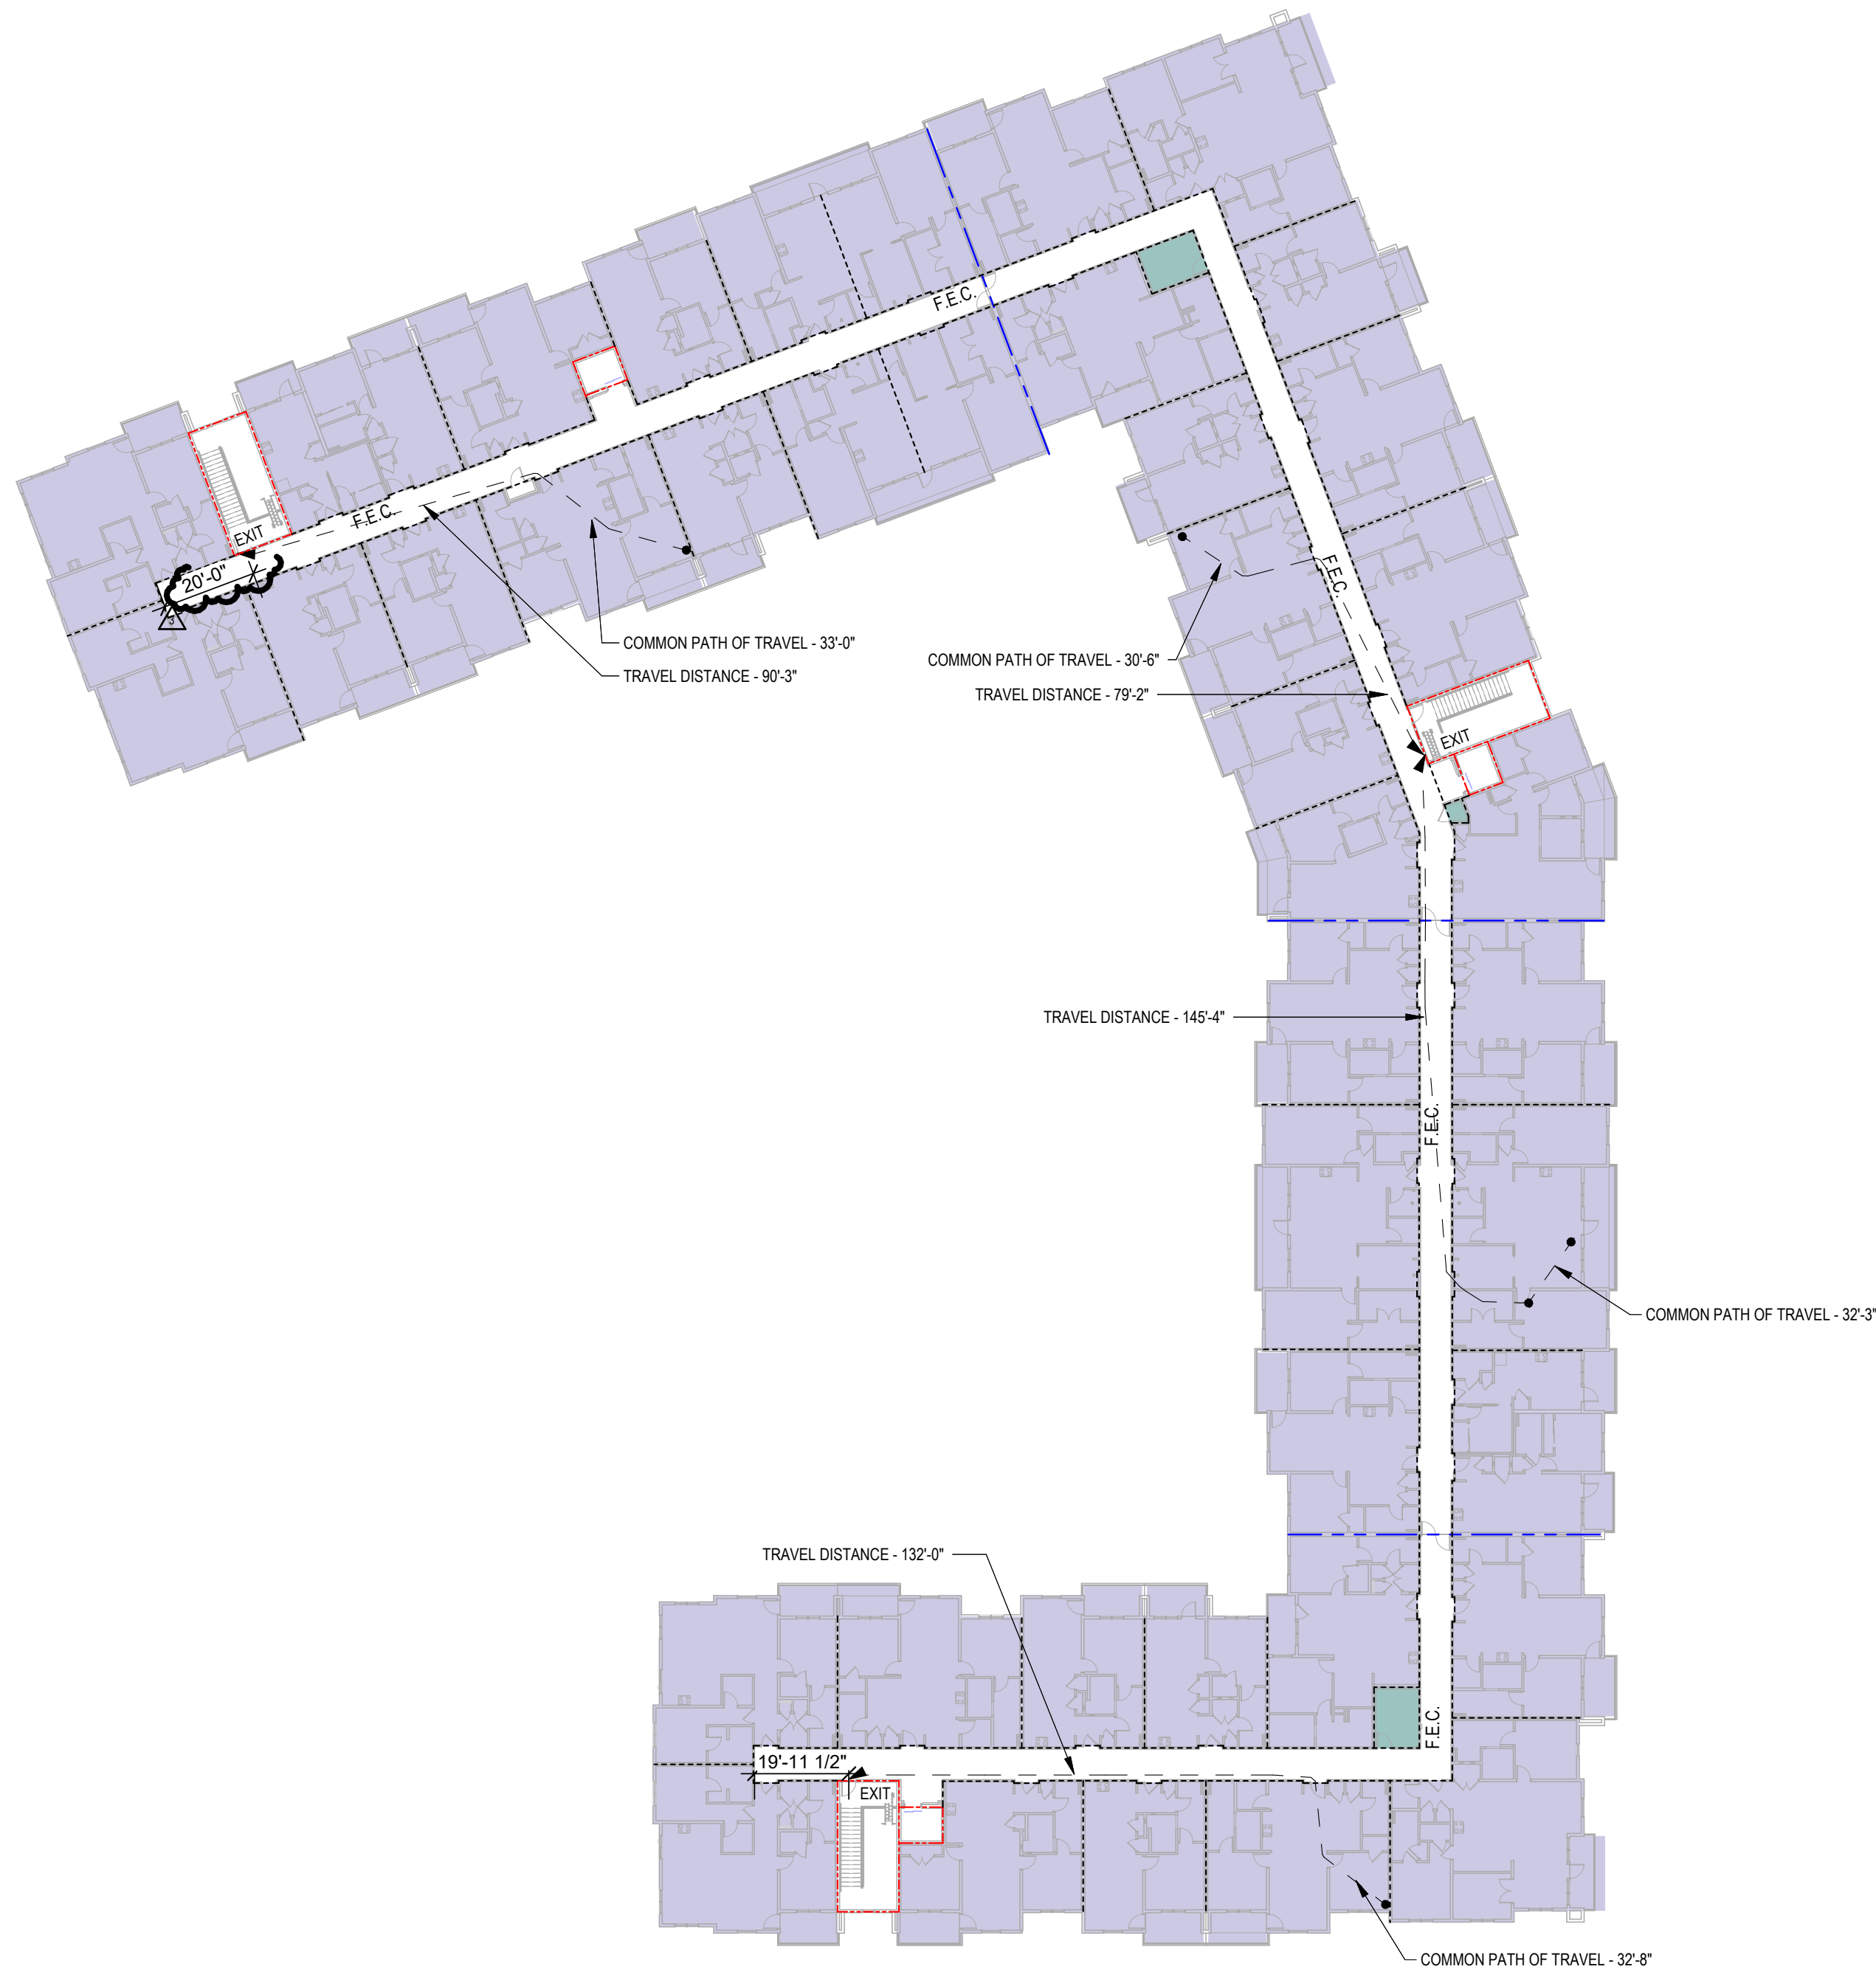 F.E.C.
EXIT
F.E.C.
20'-0"
3
COMMON PATH OF TRAVEL - 33'-0"
TRAVEL DISTANCE - 90'-3"
F.E.C.
COMMON PATH OF TRAVEL - 30'-6"
TRAVEL DISTANCE - 79'-2"
EXIT
TRAVEL DISTANCE - 145'-4"
F.E.C.
COMMON PATH OF TRAVEL - 32'-3"
TRAVEL DISTANCE - 132'-0"
F.E.C.
19'-11 1/2"
EXIT
COMMON PATH OF TRAVEL - 32'-8"